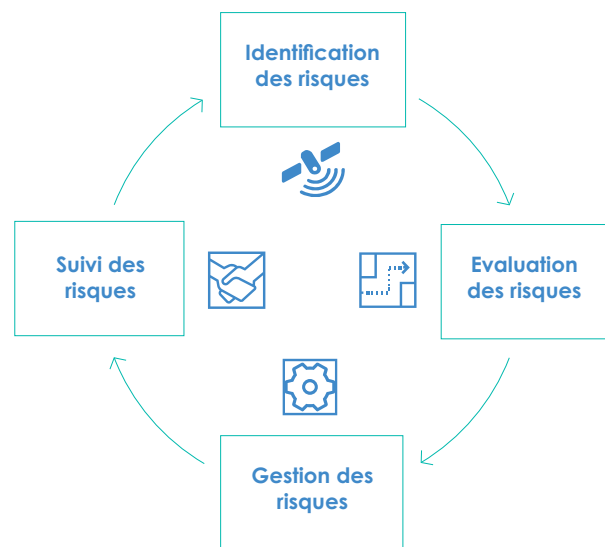 Identification
des risques
Suivi des
risques
Evaluation
des risques
Gestion des
risques